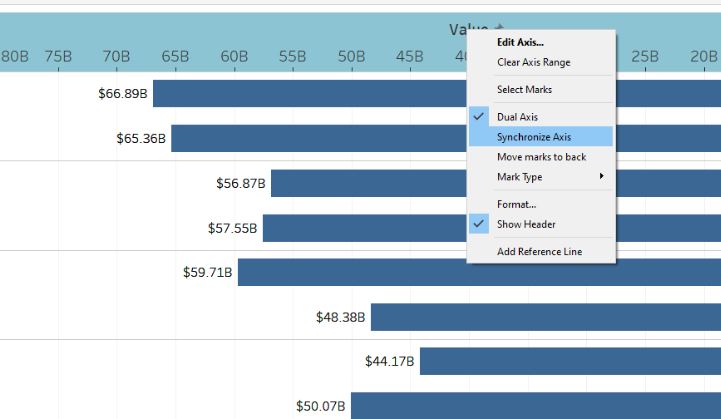 Value
80B 75B 70B 65B 60B 55B 50B 45B 25B 20B
Edit Axis...
Clear Axis Range
Select Marks
Dual Axis
Synchronize Axis
Move marks to back
Mark Type
Format...
Show Header
Add Reference Line
$66.89B
$65.36B
$56.87B
$57.55B
$59.71B
$48.38B
$44.17B
$50.07B